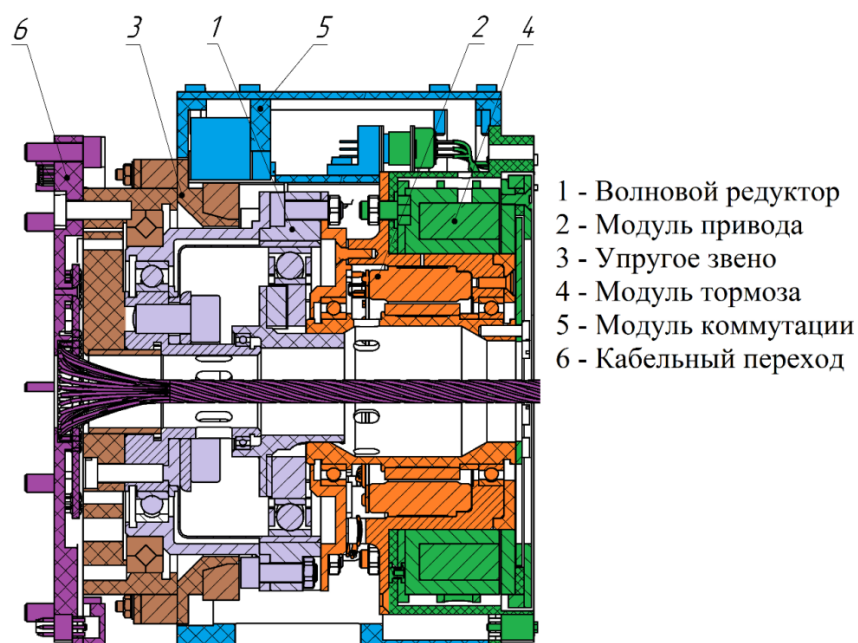 6 3 1 5 2 4
1 - Волновой редуктор
2 - Модуль привода
3 - Упругое звено
4 - Модуль тормоза
5 - Модуль коммутации
6 - Кабельный переход